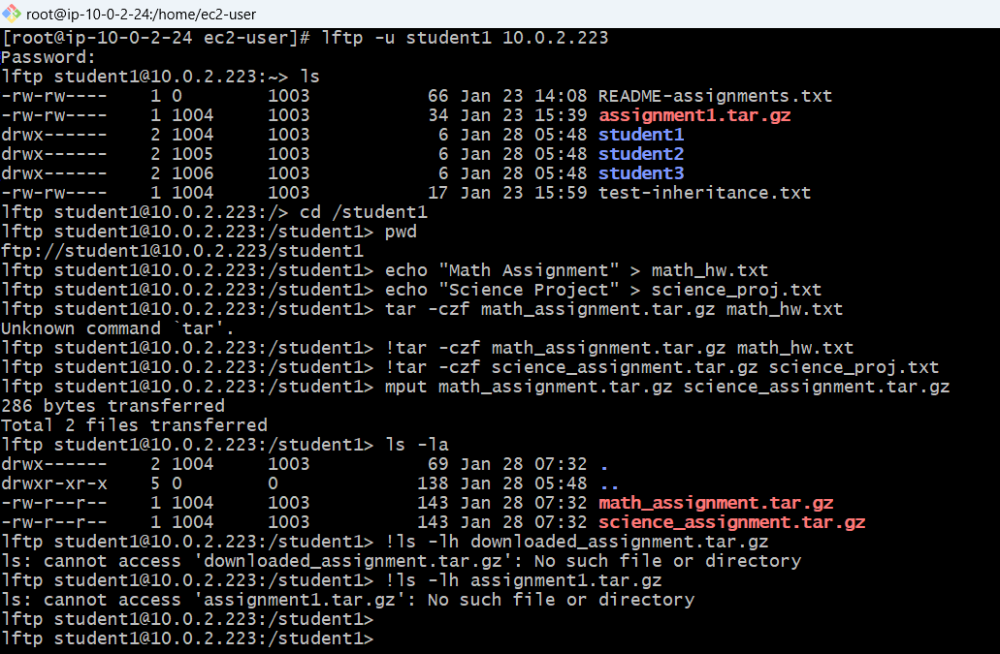 root@ip-10-0-2-24:/home/ec2-user
[root@ip-10-0-2-24 ec2-user]# lftp -u student1 10.0.2.223
Password:
lftp student1@10.0.2.223:~> ls
-rw-rw----    1 0        1003           66 Jan 23 14:08 README-assignments.txt
-rw-rw----    1 1004     1003           34 Jan 23 15:39 assignment1.tar.gz
drwx------    2 1004     1003            6 Jan 28 05:48 student1
drwx------    2 1005     1003            6 Jan 28 05:48 student2
drwx------    2 1006     1003            6 Jan 28 05:48 student3
-rw-rw----    1 1004     1003           17 Jan 23 15:59 test-inheritance.txt
lftp student1@10.0.2.223:/> cd /student1
lftp student1@10.0.2.223:/student1> pwd
ftp://student1@10.0.2.223/student1
lftp student1@10.0.2.223:/student1> echo "Math Assignment" > math_hw.txt
lftp student1@10.0.2.223:/student1> echo "Science Project" > science_proj.txt
lftp student1@10.0.2.223:/student1> tar -czf math_assignment.tar.gz math_hw.txt
Unknown command `tar'.
lftp student1@10.0.2.223:/student1> !tar -czf math_assignment.tar.gz math_hw.txt
lftp student1@10.0.2.223:/student1> !tar -czf science_assignment.tar.gz science_proj.txt
lftp student1@10.0.2.223:/student1> mput math_assignment.tar.gz science_assignment.tar.gz
286 bytes transferred
Total 2 files transferred
lftp student1@10.0.2.223:/student1> ls -la
drwx------    2 1004     1003           69 Jan 28 07:32 .
drwxr-xr-x    5 0        0             138 Jan 28 05:48 ..
-rw-r--r--    1 1004     1003          143 Jan 28 07:32 math_assignment.tar.gz
-rw-r--r--    1 1004     1003          143 Jan 28 07:32 science_assignment.tar.gz
lftp student1@10.0.2.223:/student1> !ls -lh downloaded_assignment.tar.gz
ls: cannot access 'downloaded_assignment.tar.gz': No such file or directory
lftp student1@10.0.2.223:/student1> !ls -lh assignment1.tar.gz
ls: cannot access 'assignment1.tar.gz': No such file or directory
lftp student1@10.0.2.223:/student1>
lftp student1@10.0.2.223:/student1>